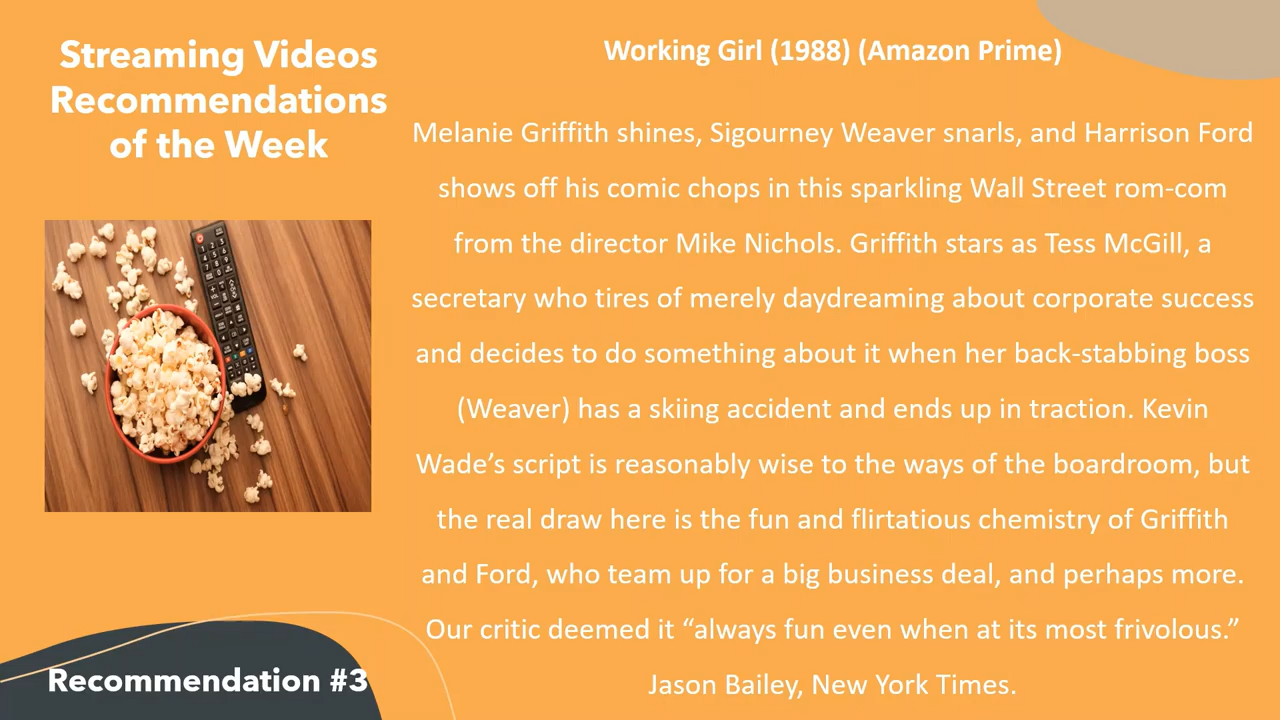 Streaming Videos
Recommendations
of the Week
Working Girl (1988) (Amazon Prime)
Melanie Griffith shines, Sigourney Weaver snarls, and Harrison Ford
shows off his comic chops in this sparkling Wall Street rom-com
from the director Mike Nichols. Griffith stars as Tess McGill, a
secretary who tires of merely daydreaming about corporate success
and decides to do something about it when her back-stabbing boss
(Weaver) has a skiing accident and ends up in traction. Kevin
Wade’s script is reasonably wise to the ways of the boardroom, but
the real draw here is the fun and flirtatious chemistry of Griffith
and Ford, who team up for a big business deal, and perhaps more.
Our critic deemed it “always fun even when at its most frivolous.”
Jason Bailey, New York Times.
Recommendation #3